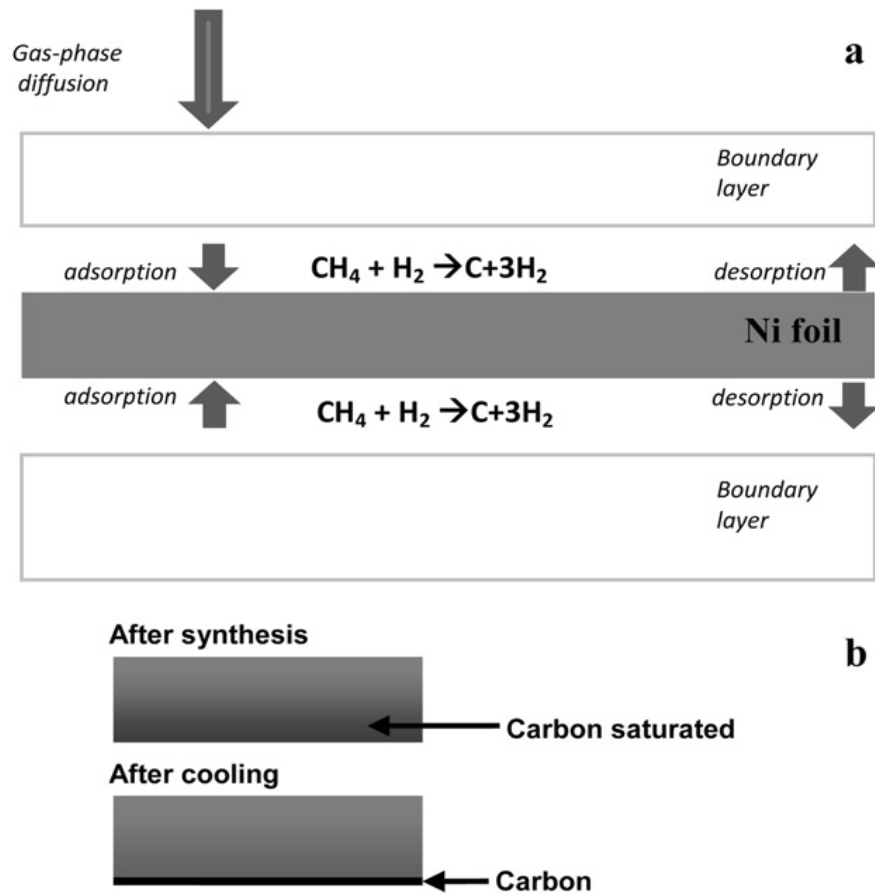 Gas-phase
diffusion
a
Boundary
layer
adsorption
CH₄ + H₂ →C+3H₂
desorption
Ni foil
adsorption
CH₄ + H₂ →C+3H₂
desorption
Boundary
layer
After synthesis
b
Carbon saturated
After cooling
Carbon